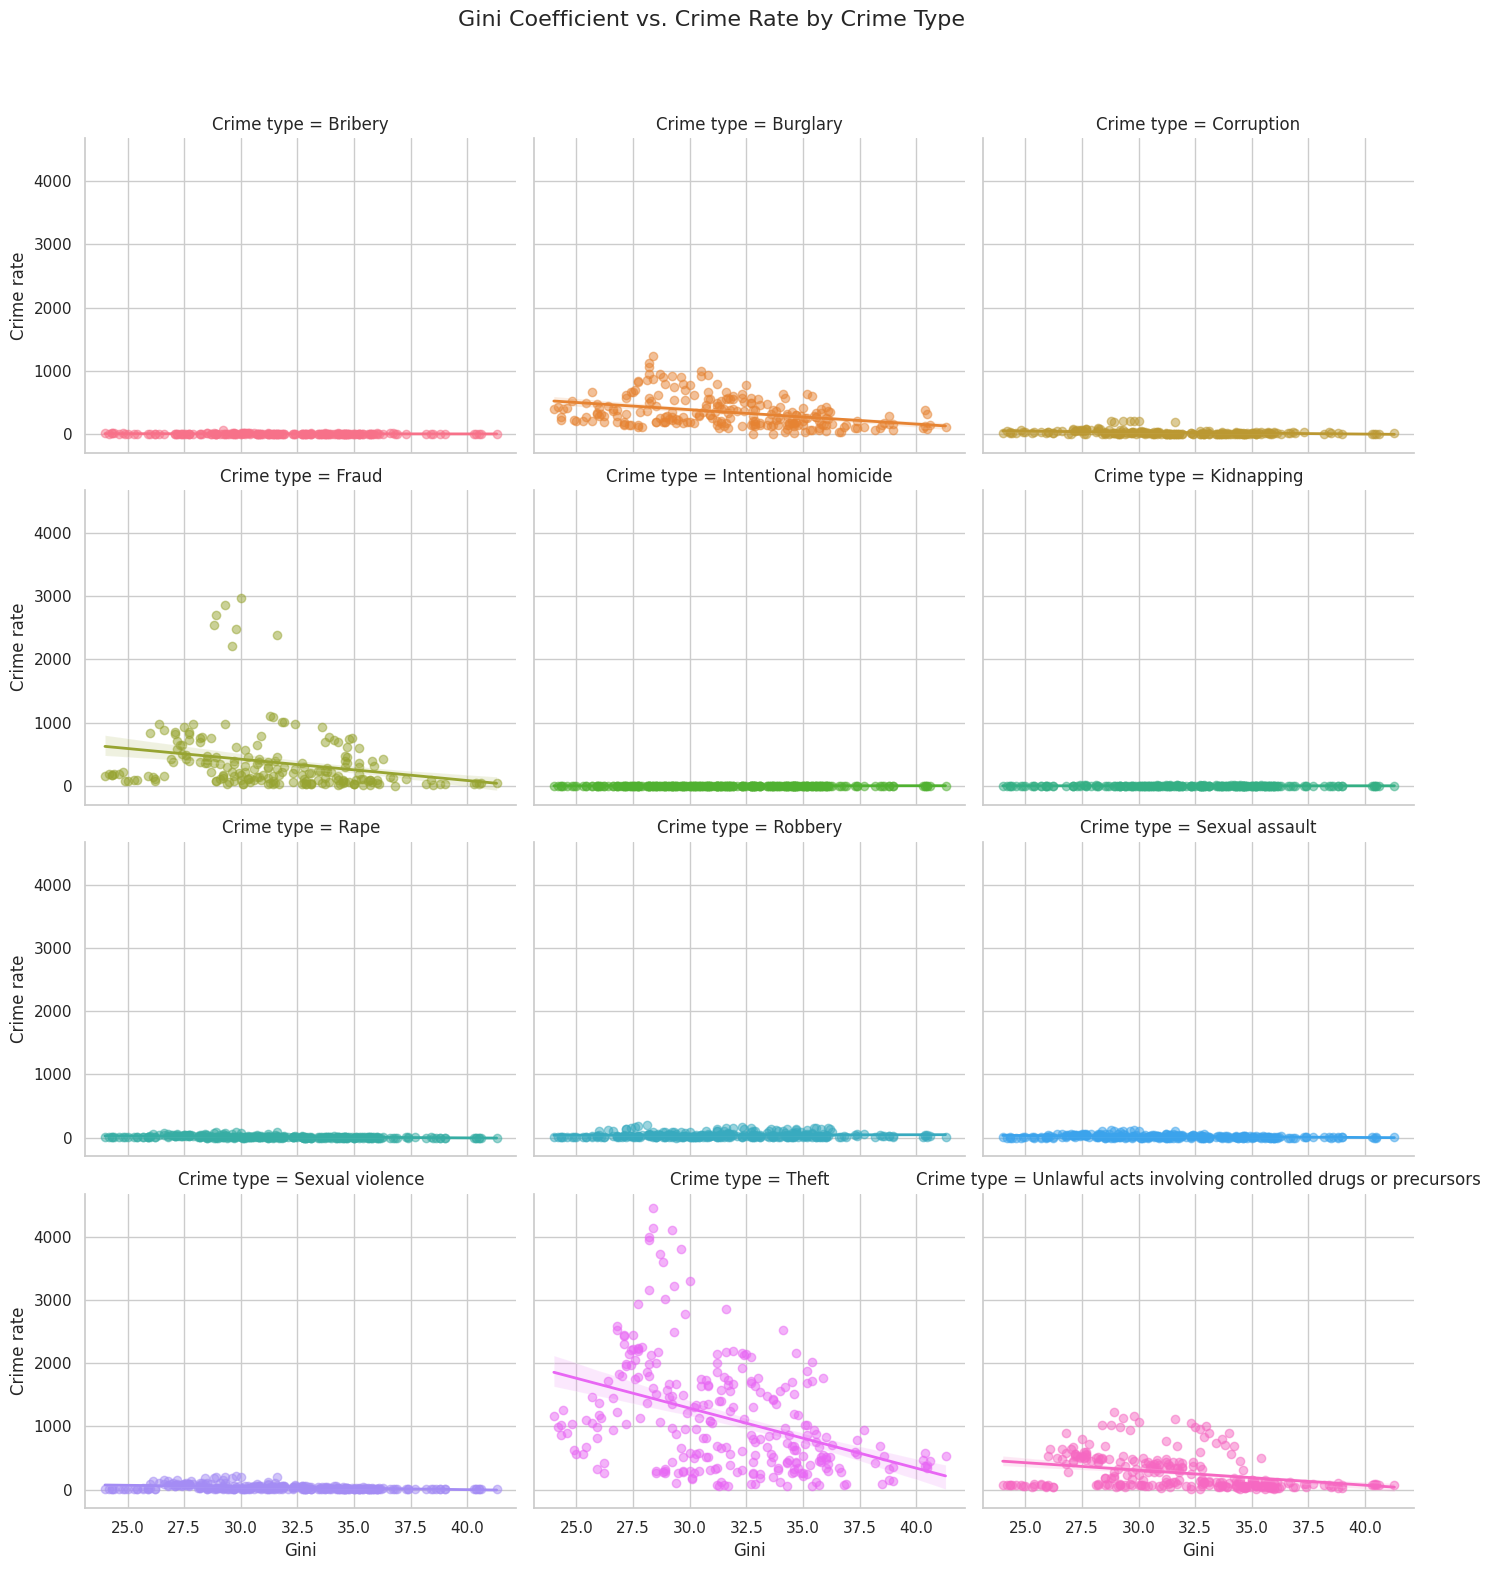 Gini Coefficient vs. Crime Rate by Crime Type
Crime type = Bribery
Crime type = Burglary
Crime type = Corruption
4000
3000
2000
1000
0
Crime rate
Crime type = Fraud
Crime type = Intentional homicide
Crime type = Kidnapping
4000
3000
2000
1000
0
Crime rate
Crime type = Rape
Crime type = Robbery
Crime type = Sexual assault
4000
3000
2000
1000
0
Crime rate
Crime type = Sexual violence
Crime type = Theft
Crime type = Unlawful acts involving controlled drugs or precursors
4000
3000
2000
1000
0
Crime rate
25.0 27.5 30.0 32.5 35.0 37.5 40.0
25.0 27.5 30.0 32.5 35.0 37.5 40.0
25.0 27.5 30.0 32.5 35.0 37.5 40.0
Gini
Gini
Gini